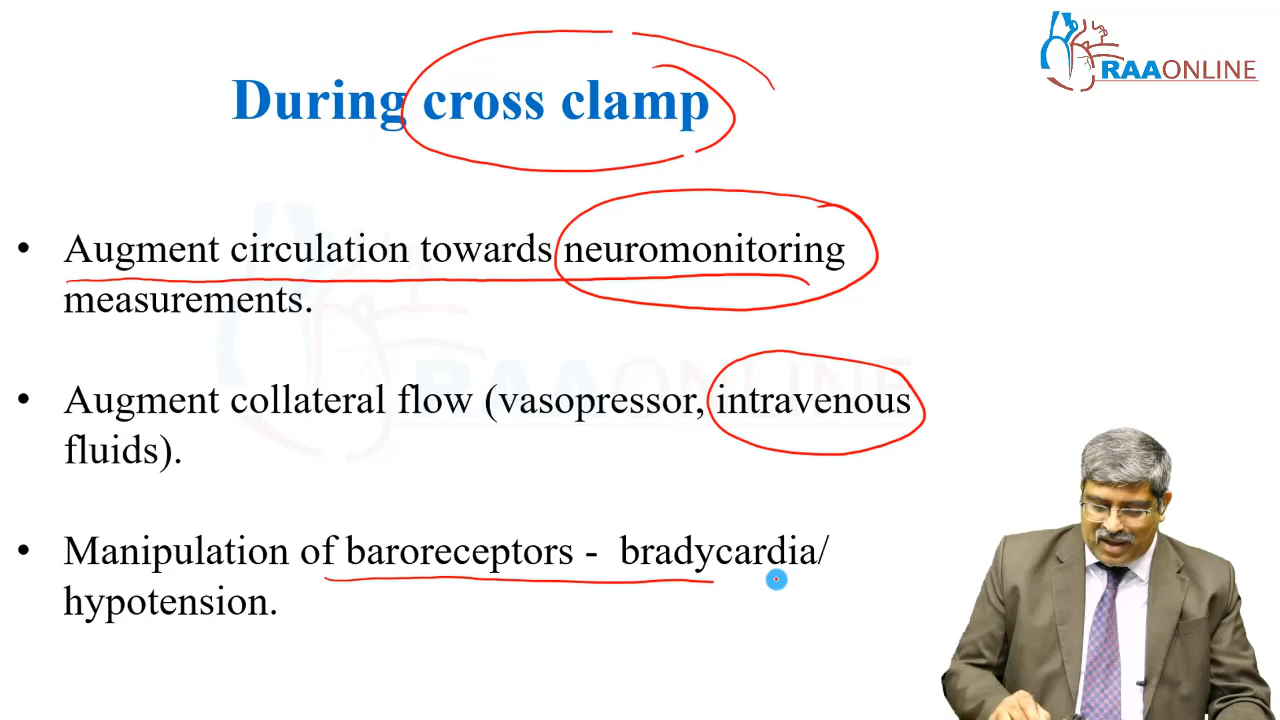 RAAONLINE
During cross clamp
• Augment circulation towards neuromonitoring
measurements.
RAAONLINE
• Augment collateral flow (vasopressor, intravenous
fluids).
• Manipulation of baroreceptors - bradycardia/
hypotension.